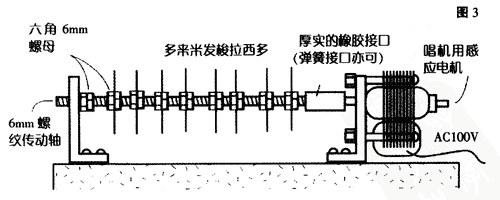 图 3
六角 6mm
螺母
多来米发梭拉西多
厚实的橡胶接口
(弹簧接口亦可)
唱机用感
应电机
6mm 螺
纹传动轴
AC100V